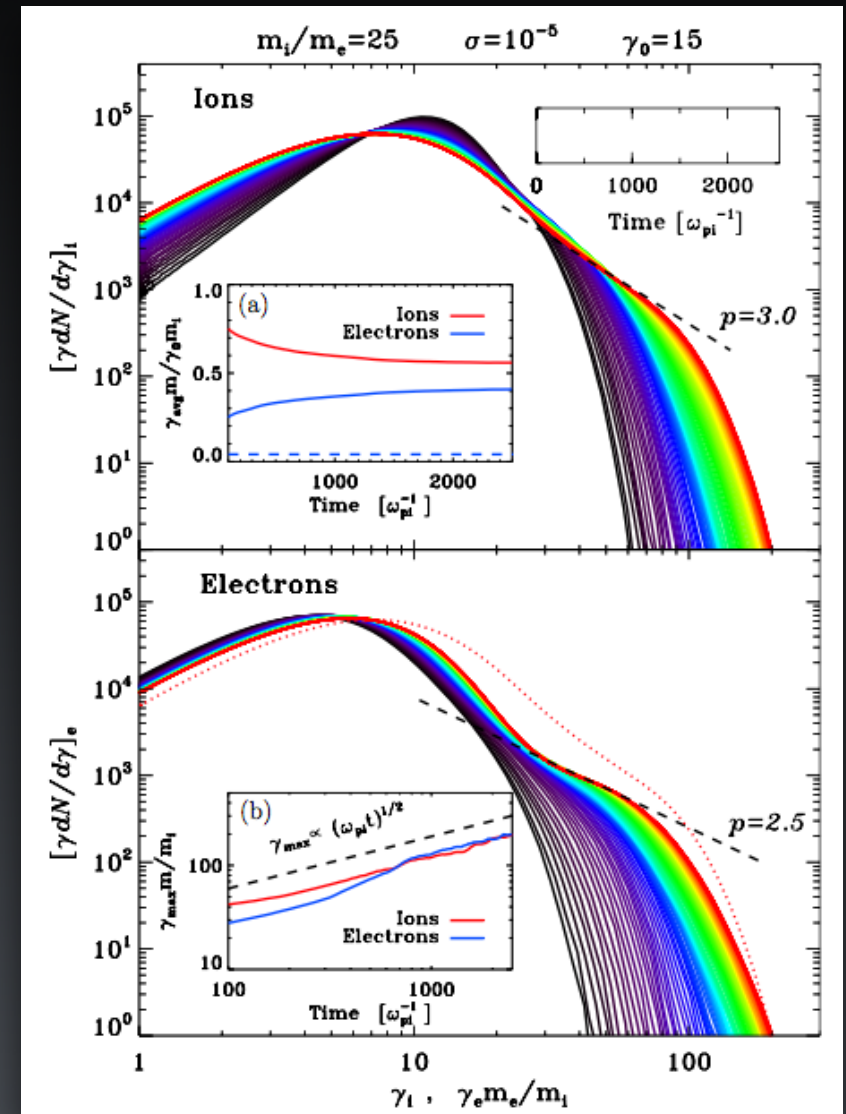 m_i/m_e=25 σ=10^-5 γ_0=15
Ions
[γdN/dγ]_i
10^5
10^4
10^3
10^2
10^1
10^0
0 1000 2000
Time [ω_pi^-1]
p=3.0
(a)
Ions
Electrons
γ_avg m/γ_0 m_i
1.0
0.5
0.0
1000 2000
Time [ω_pi^-1]
Electrons
[γdN/dγ]_e
10^5
10^4
10^3
10^2
10^1
10^0
p=2.5
(b)
γ_max ∝ (ω_pi t)^1/2
γ_max m/m_i
100
10
Ions
Electrons
100 1000
Time [ω_pi^-1]
1 10 100
γ_i , γ_e m_e/m_i